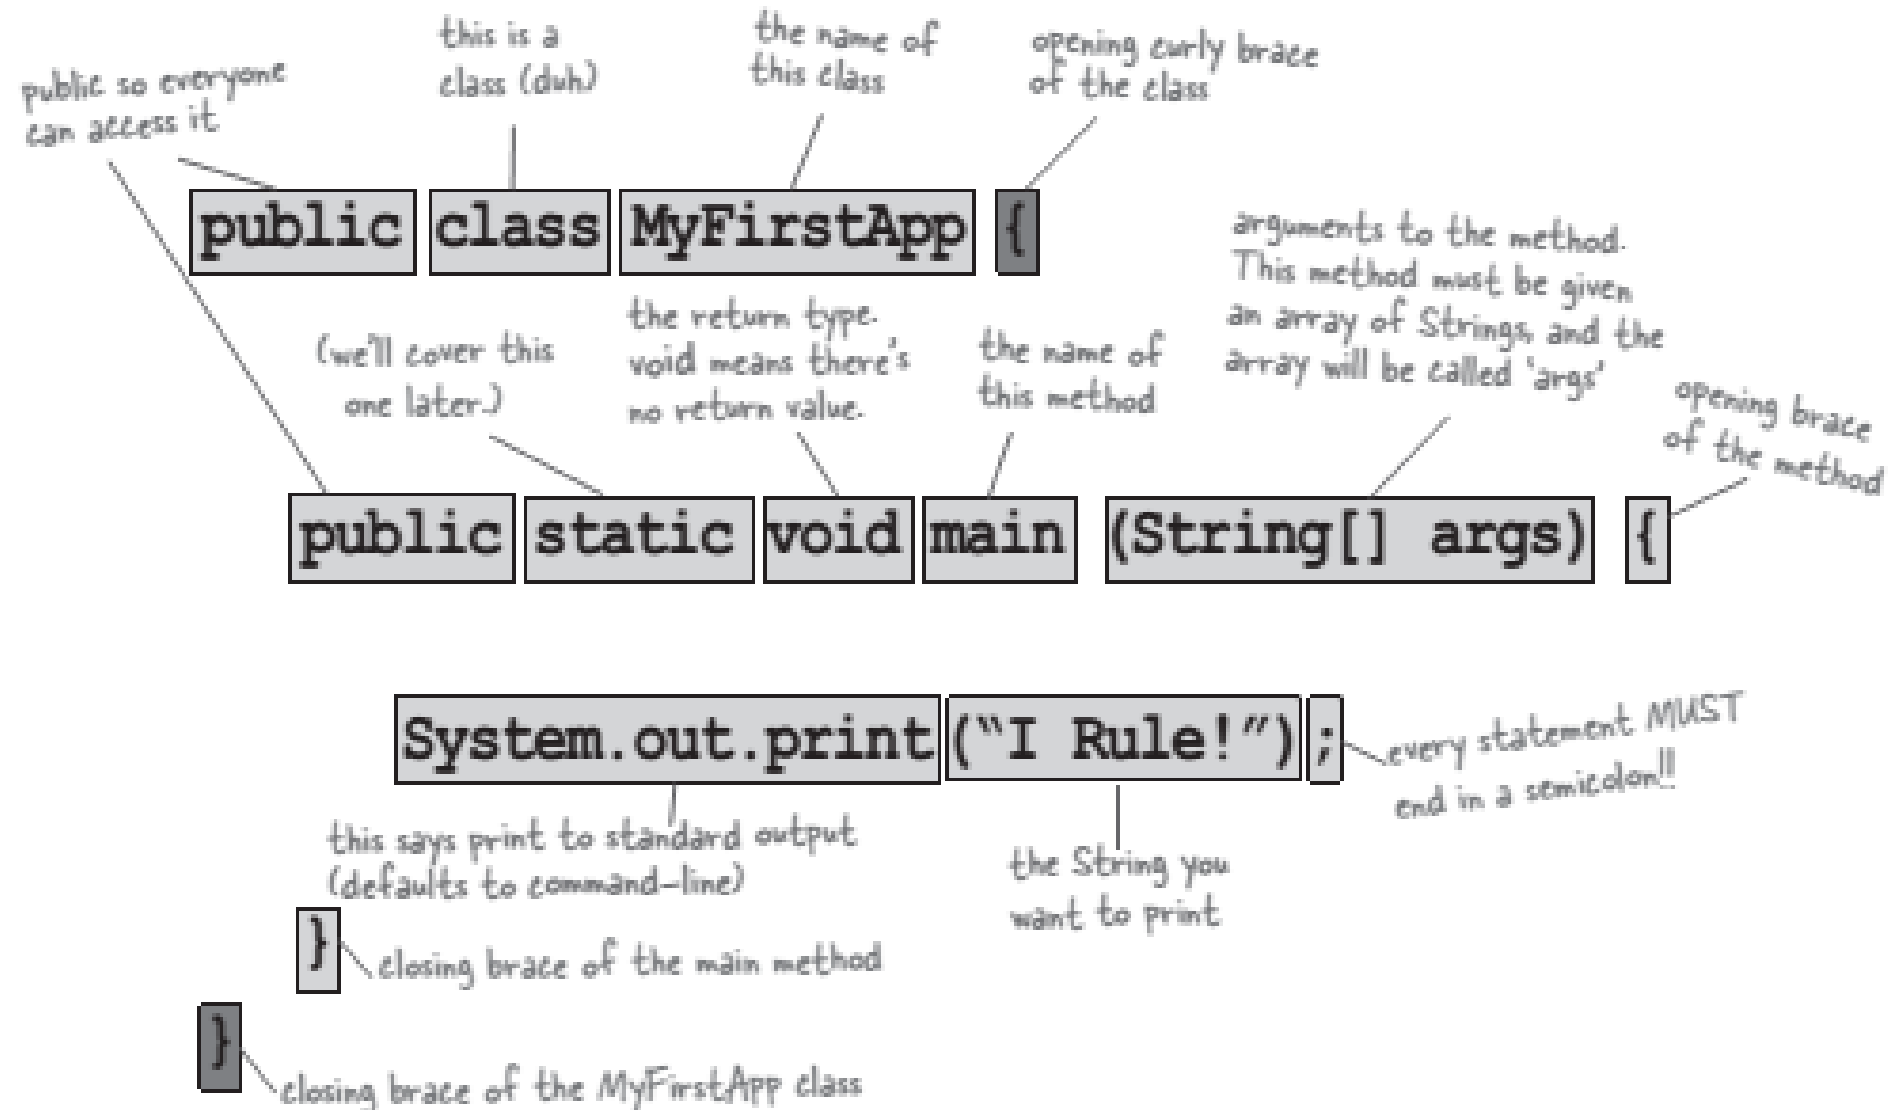 public so everyone
can access it
this is a
class (duh)
the name of
this class
opening curly brace
of the class
public class MyFirstApp {
(we'll cover this
one later.)
the return type.
void means there's
no return value.
the name of
this method
arguments to the method.
This method must be given
an array of Strings, and the
array will be called 'args'
opening brace
of the method
public static void main (String[] args) {
System.out.print("I Rule!");
every statement MUST
end in a semicolon!!
this says print to standard output
(defaults to command-line)
the String you
want to print
}
closing brace of the main method
}
closing brace of the MyFirstApp class